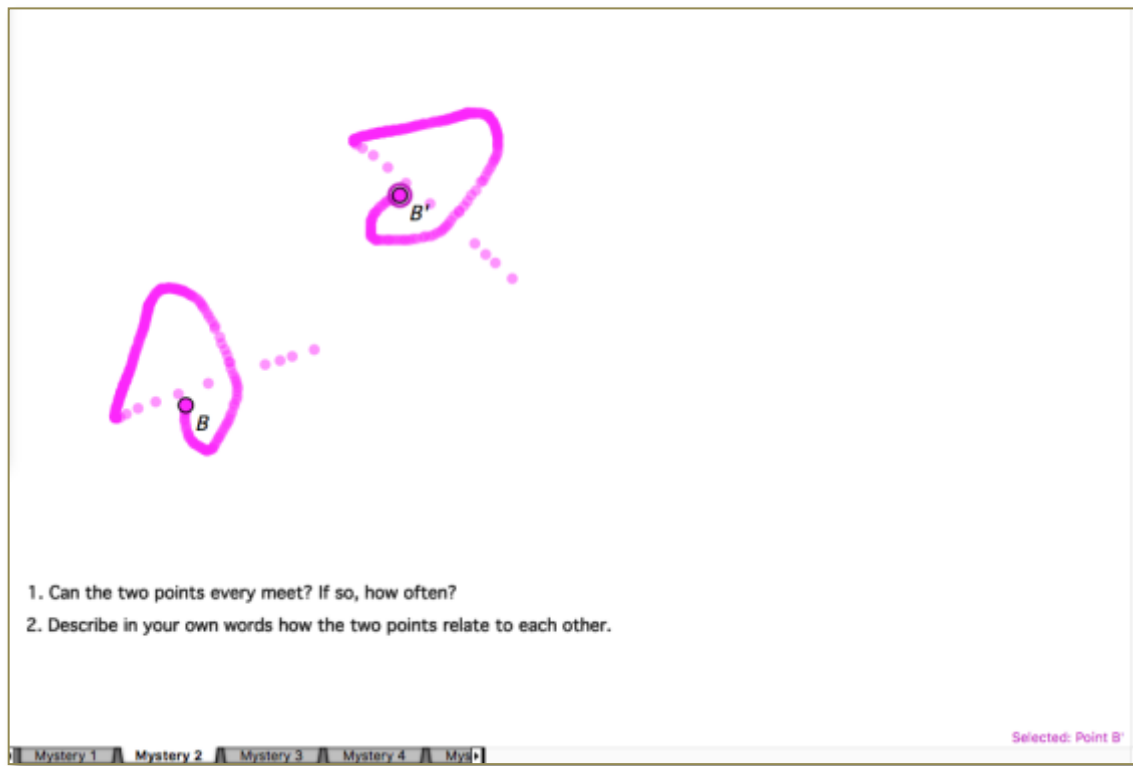 B'
B
1. Can the two points every meet? If so, how often?
2. Describe in your own words how the two points relate to each other.
Selected: Point B'
Mystery 1 Mystery 2 Mystery 3 Mystery 4 Mys